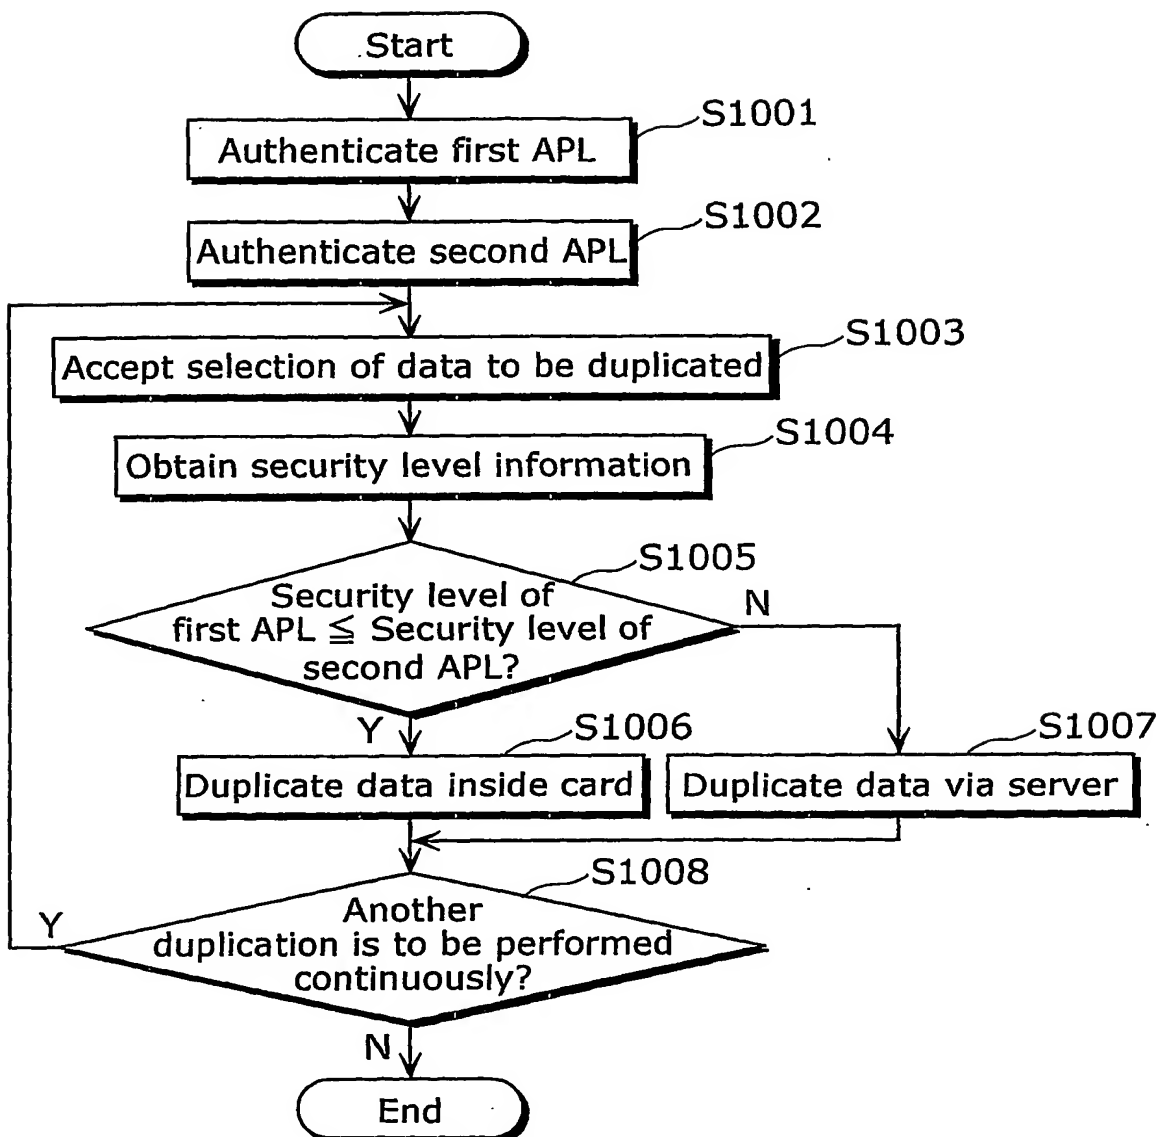 Start
S1001
Authenticate first APL
S1002
Authenticate second APL
S1003
Accept selection of data to be duplicated
S1004
Obtain security level information
S1005
Security level of
first APL ≦ Security level of
second APL?
N
Y
S1006
Duplicate data inside card
S1007
Duplicate data via server
S1008
Another
duplication is to be performed
continuously?
Y
N
End